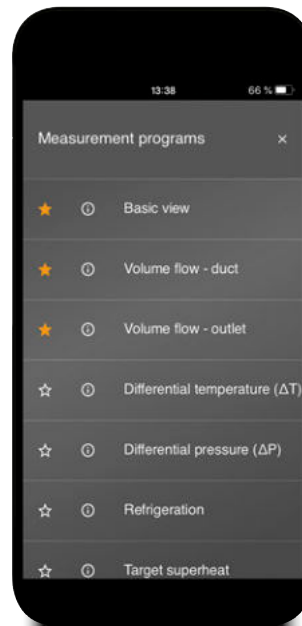 13:38 66 %
Measurement programs ×
Basic view
Volume flow - duct
Volume flow - outlet
Differential temperature (ΔT)
Differential pressure (ΔP)
Refrigeration
Target superheat